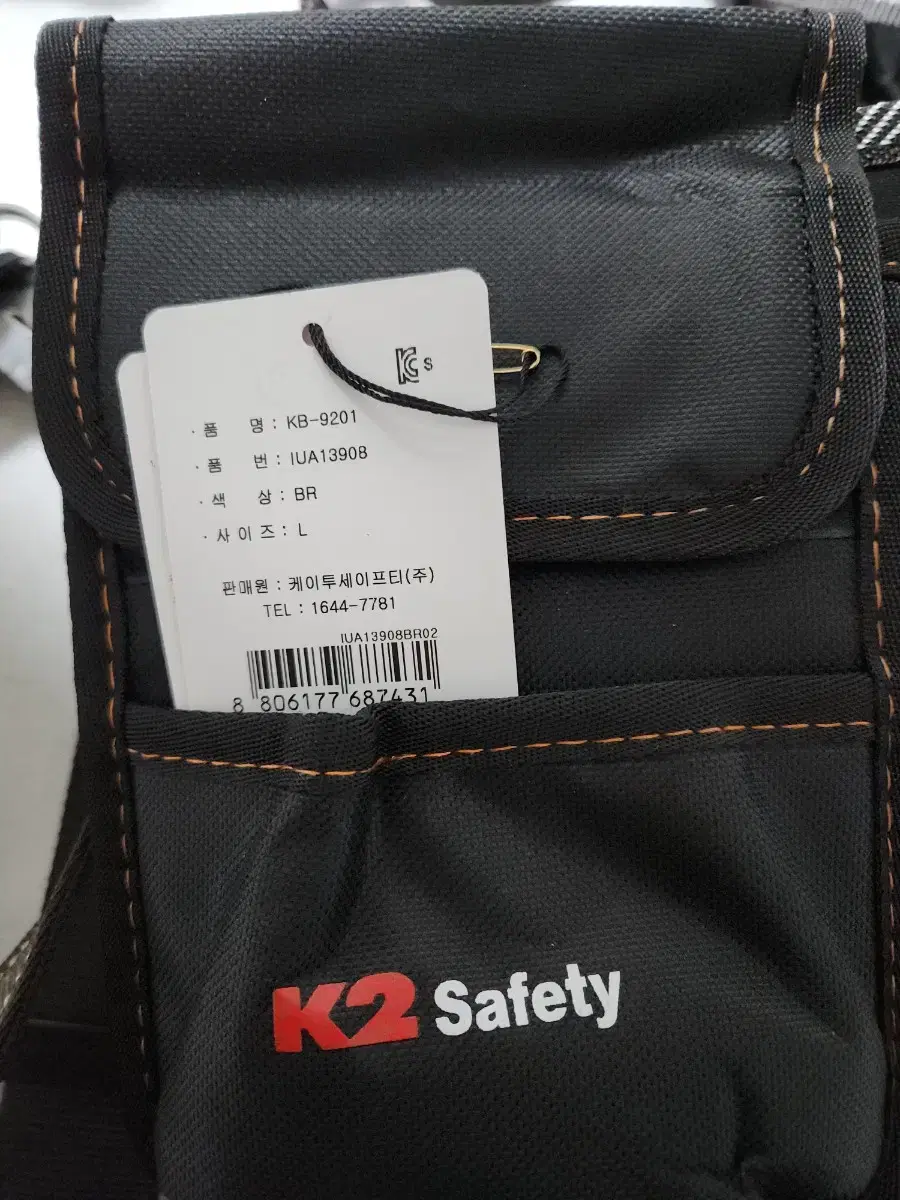 KC s
· 품 명 : KB-9201
· 품 번 : IUA13908
· 색 상 : BR
· 사 이 즈 : L
판매원 : 케이투세이프티(주)
TEL : 1644-7781
IUA13908BR02
8 806177 687431
K2 Safety